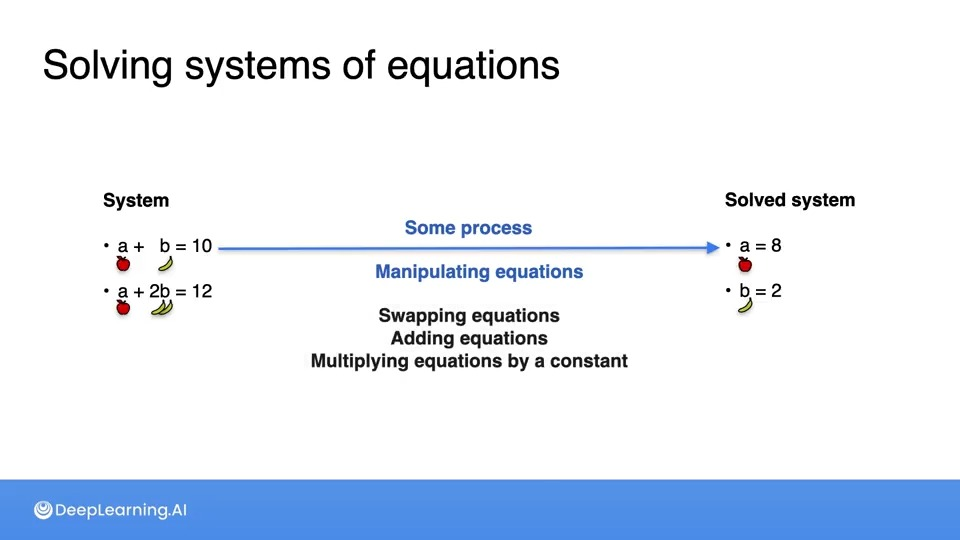 Solving systems of equations
System
• a + b = 10
• a + 2b = 12
Some process
Manipulating equations
Swapping equations
Adding equations
Multiplying equations by a constant
Solved system
• a = 8
• b = 2
DeepLearning.AI